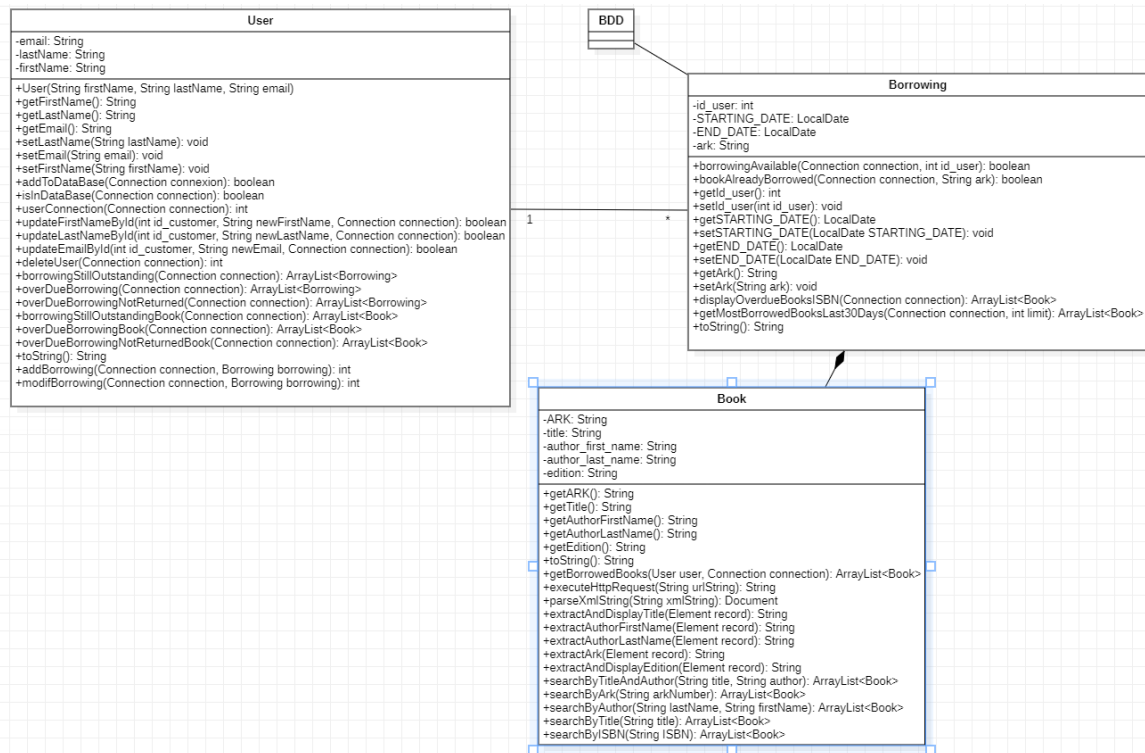 User
-email: String
-lastName: String
-firstName: String
+User(String firstName, String lastName, String email)
+getFirstName(): String
+getLastName(): String
+getEmail(): String
+setLastName(String lastName): void
+setEmail(String email): void
+setFirstName(String firstName): void
+addToDataBase(Connection connexion): boolean
+isInDataBase(Connection connection): boolean
+userConnection(Connection connection): int
+updateFirstNameById(int id_customer, String newFirstName, Connection connection): boolean
+updateLastNameById(int id_customer, String newLastName, Connection connection): boolean
+updateEmailById(int id_customer, String newEmail, Connection connection): boolean
+deleteUser(Connection connection): int
+borrowingStillOutstanding(Connection connection): ArrayList<Borrowing>
+overDueBorrowing(Connection connection): ArrayList<Borrowing>
+overDueBorrowingNotReturned(Connection connection): ArrayList<Borrowing>
+borrowingStillOutstandingBook(Connection connection): ArrayList<Book>
+overDueBorrowingBook(Connection connection): ArrayList<Book>
+overDueBorrowingNotReturnedBook(Connection connection): ArrayList<Book>
+toString(): String
+addBorrowing(Connection connection, Borrowing borrowing): int
+modifBorrowing(Connection connection, Borrowing borrowing): int
BDD
Borrowing
-id_user: int
-STARTING_DATE: LocalDate
-END_DATE: LocalDate
-ark: String
+borrowingAvailable(Connection connection, int id_user): boolean
+bookAlreadyBorrowed(Connection connection, String ark): boolean
+getId_user(): int
+setId_user(int id_user): void
+getSTARTING_DATE(): LocalDate
+setSTARTING_DATE(LocalDate STARTING_DATE): void
+getEND_DATE(): LocalDate
+setEND_DATE(LocalDate END_DATE): void
+getArk(): String
+setArk(String ark): void
+displayOverdueBooksISBN(Connection connection): ArrayList<Book>
+getMostBorrowedBooksLast30Days(Connection connection, int limit): ArrayList<Book>
+toString(): String
1
*
Book
-ARK: String
-title: String
-author_first_name: String
-author_last_name: String
-edition: String
+getARK(): String
+getTitle(): String
+getAuthorFirstName(): String
+getAuthorLastName(): String
+getEdition(): String
+toString(): String
+getBorrowedBooks(User user, Connection connection): ArrayList<Book>
+executeHttpRequest(String urlString): String
+parseXmlString(String xmlString): Document
+extractAndDisplayTitle(Element record): String
+extractAuthorFirstName(Element record): String
+extractAuthorLastName(Element record): String
+extractArk(Element record): String
+extractAndDisplayEdition(Element record): String
+searchByTitleAndAuthor(String title, String author): ArrayList<Book>
+searchByArk(String arkNumber): ArrayList<Book>
+searchByAuthor(String lastName, String firstName): ArrayList<Book>
+searchByTitle(String title): ArrayList<Book>
+searchByISBN(String ISBN): ArrayList<Book>